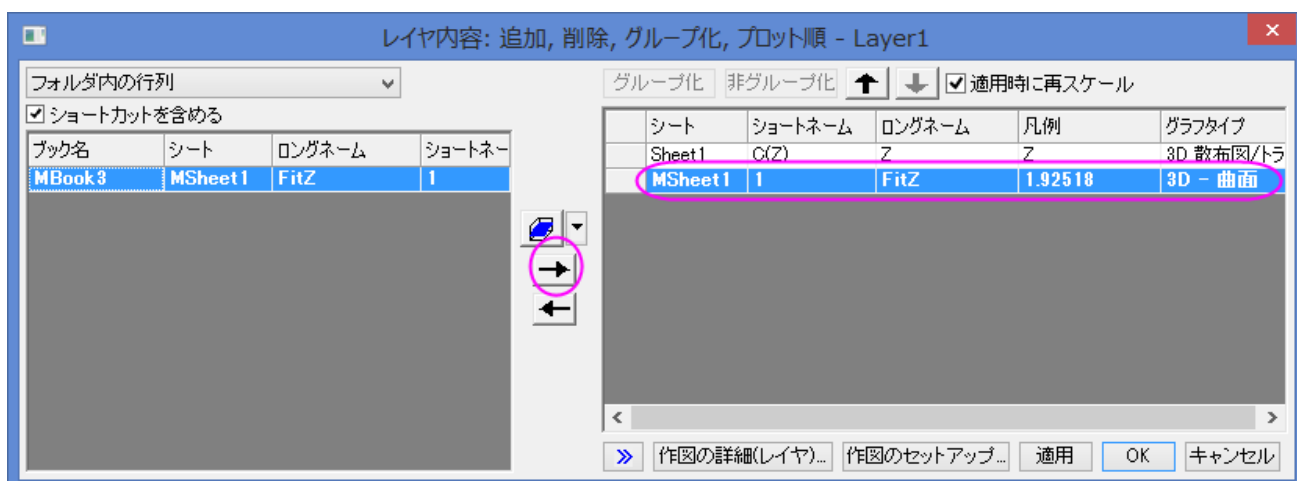 レイヤ内容: 追加, 削除, グループ化, プロット順 - Layer1
フォルダ内の行列
ショートカットを含める
ブック名 シート ロングネーム ショートネー
MBook3 MSheet1 FitZ 1
グループ化 非グループ化 適用時に再スケール
シート ショートネーム ロングネーム 凡例 グラフタイプ
Sheet1 C(Z) Z Z 3D 散布図/トラ
MSheet1 1 FitZ 1.92518 3D - 曲面
作図の詳細(レイヤ)... 作図のセットアップ... 適用 OK キャンセル